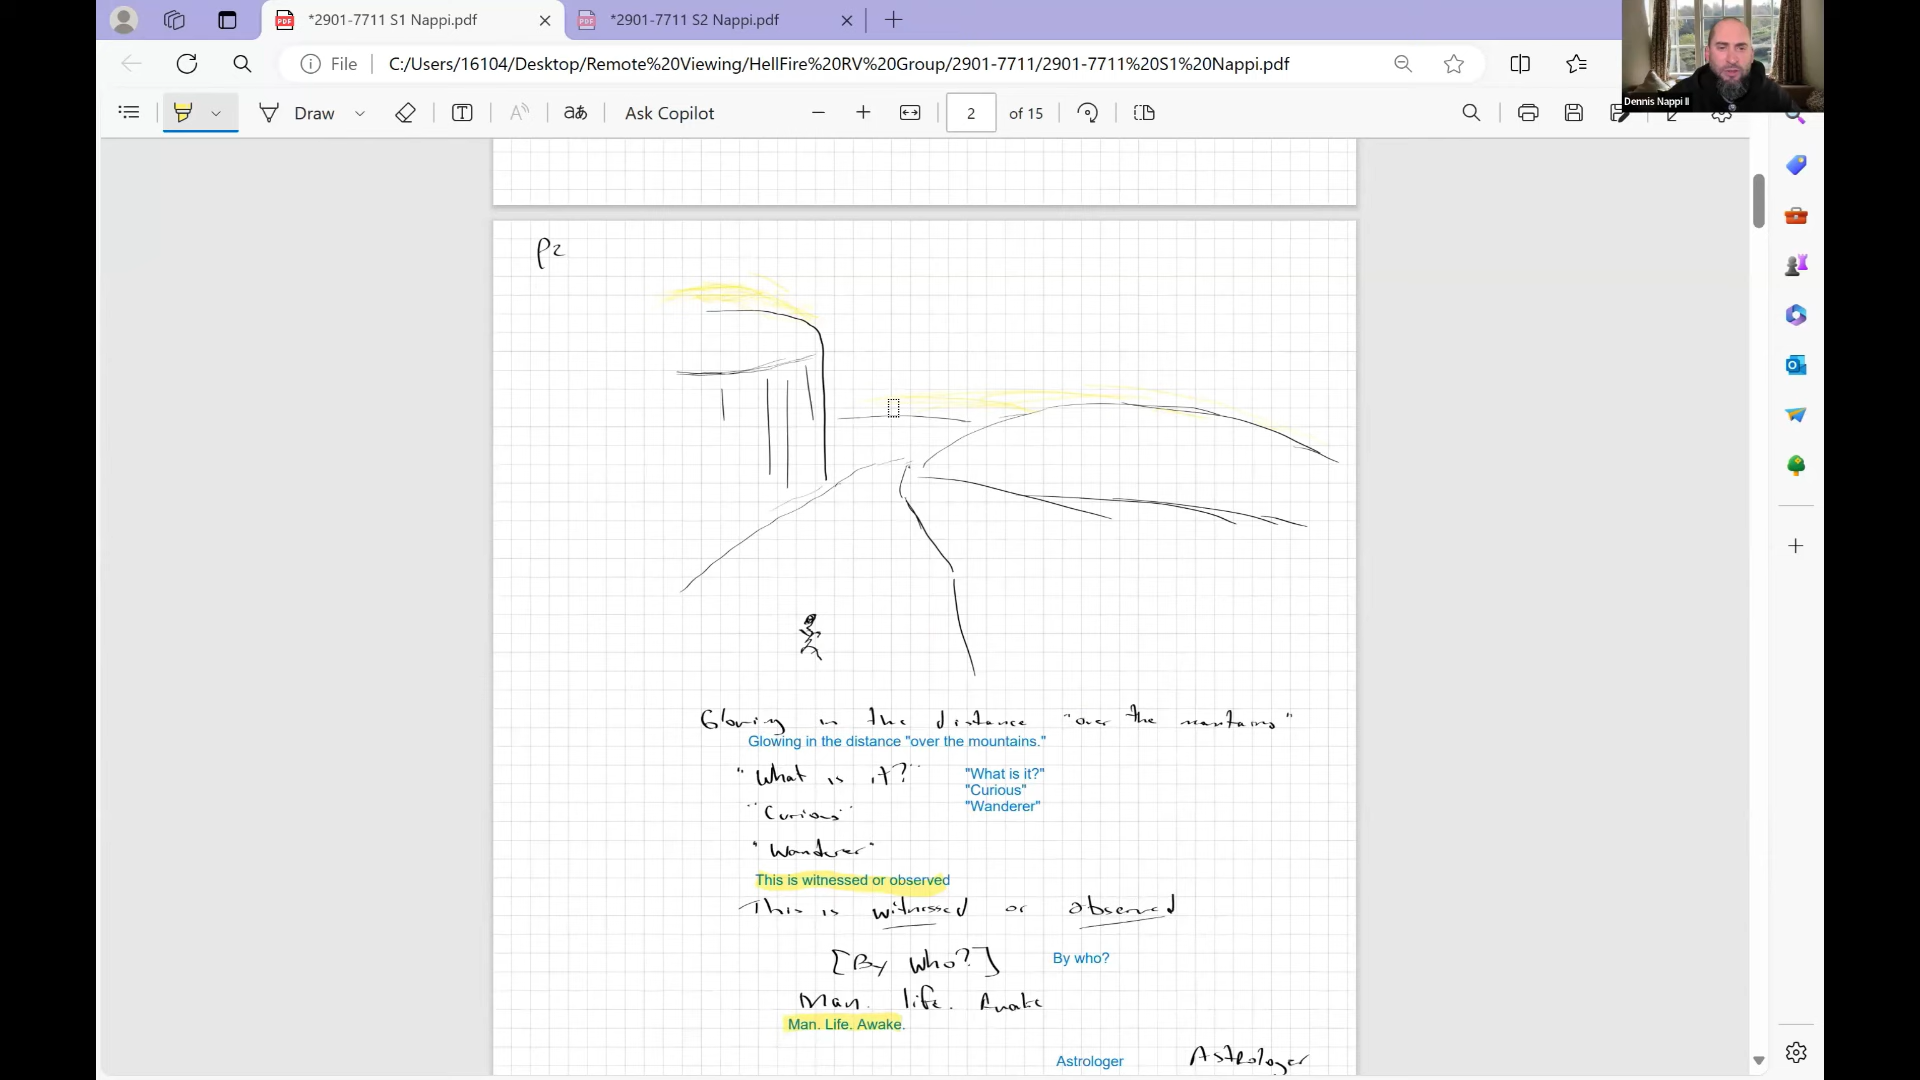 *2901-7711 S1 Nappi.pdf
*2901-7711 S2 Nappi.pdf
File
C:/Users/16104/Desktop/Remote%20Viewing/HellFire%20RV%20Group/2901-7711/2901-7711%20S1%20Nappi.pdf
Dennis Nappi II
Draw
aあ
Ask Copilot
2
of 15
P2
Glowing in the distance "over the mountains"
Glowing in the distance "over the mountains."
"What is it?"
"What is it?"
"Curious"
"Wanderer"
"Curious"
"Wanderer"
This is witnessed or observed
This is witnessed or observed
[By Who?]
By who?
Man. life. Awake
Man. Life. Awake.
Astrologer
Astrologer